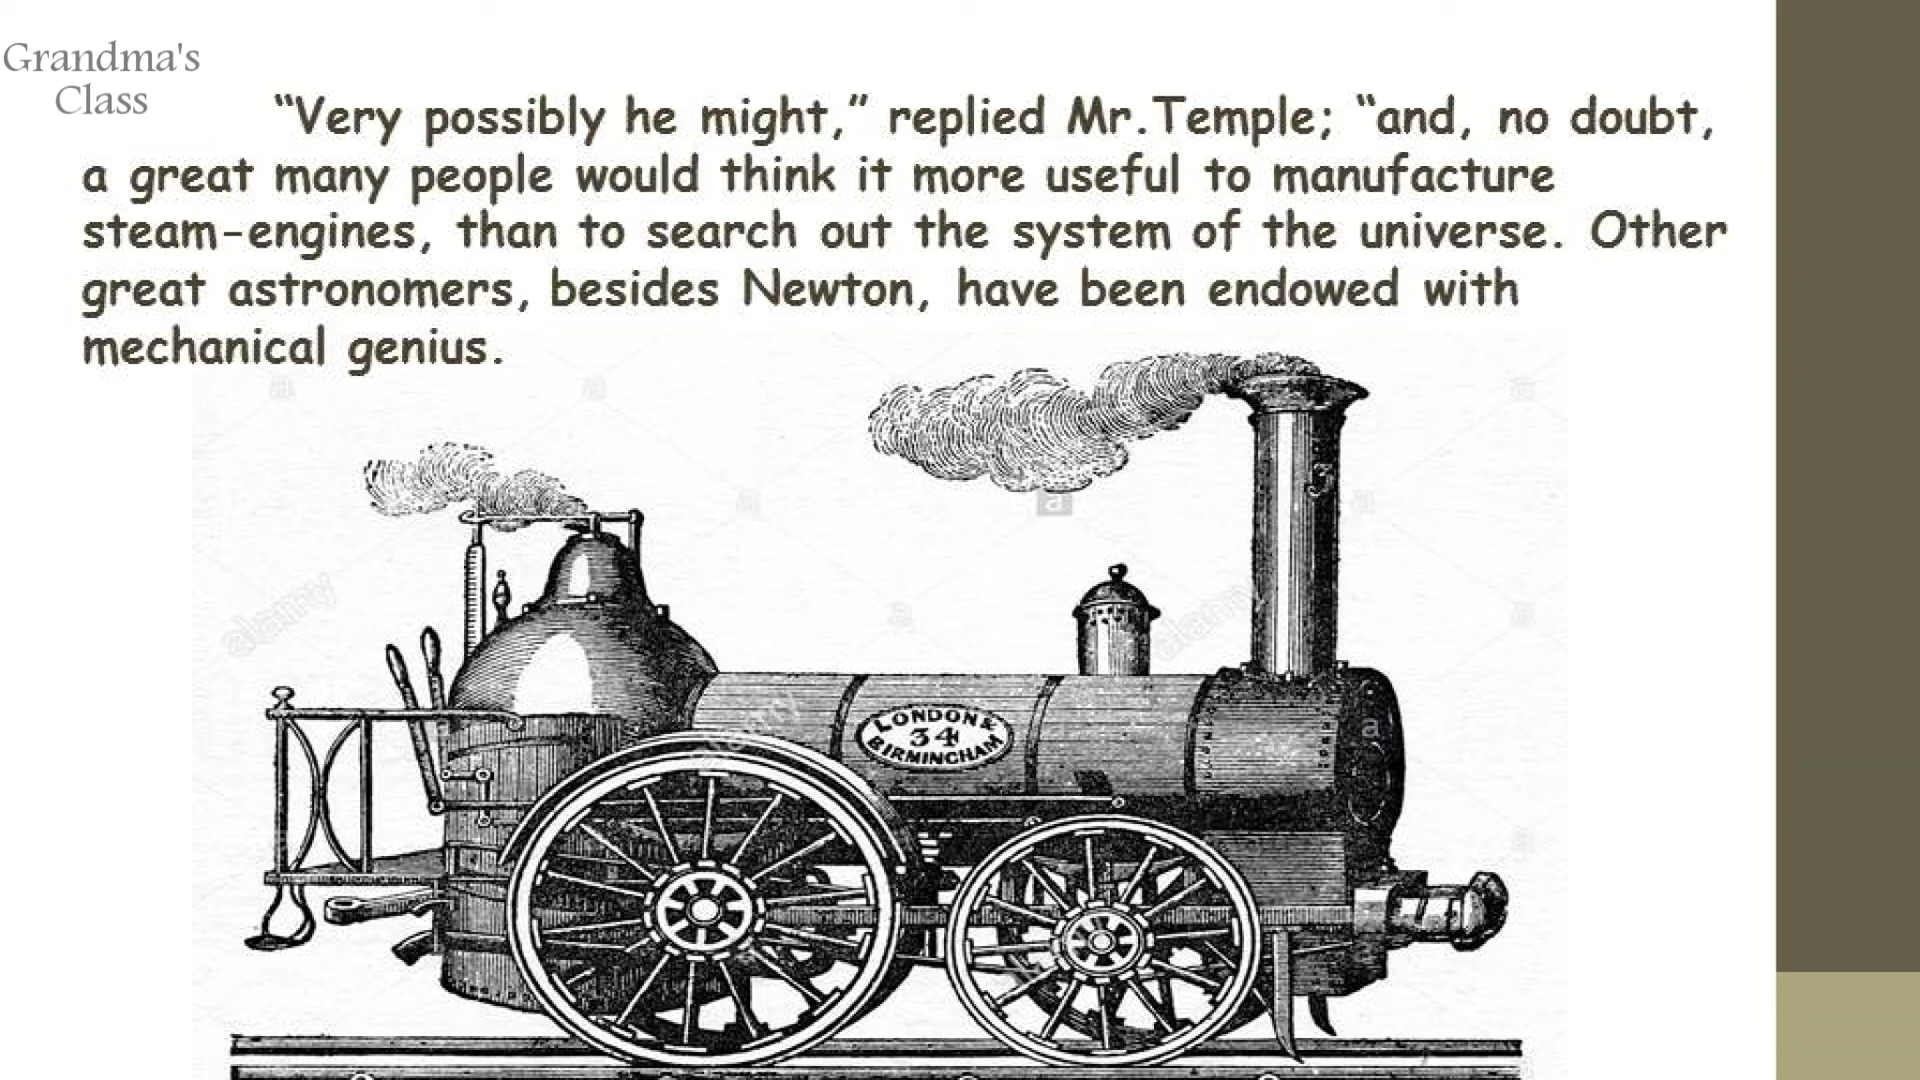 Grandma's
Class
“Very possibly he might,” replied Mr.Temple; “and, no doubt,
a great many people would think it more useful to manufacture
steam-engines, than to search out the system of the universe. Other
great astronomers, besides Newton, have been endowed with
mechanical genius.
3
a
alamy
LONDON &
34
BIRMINGHAM